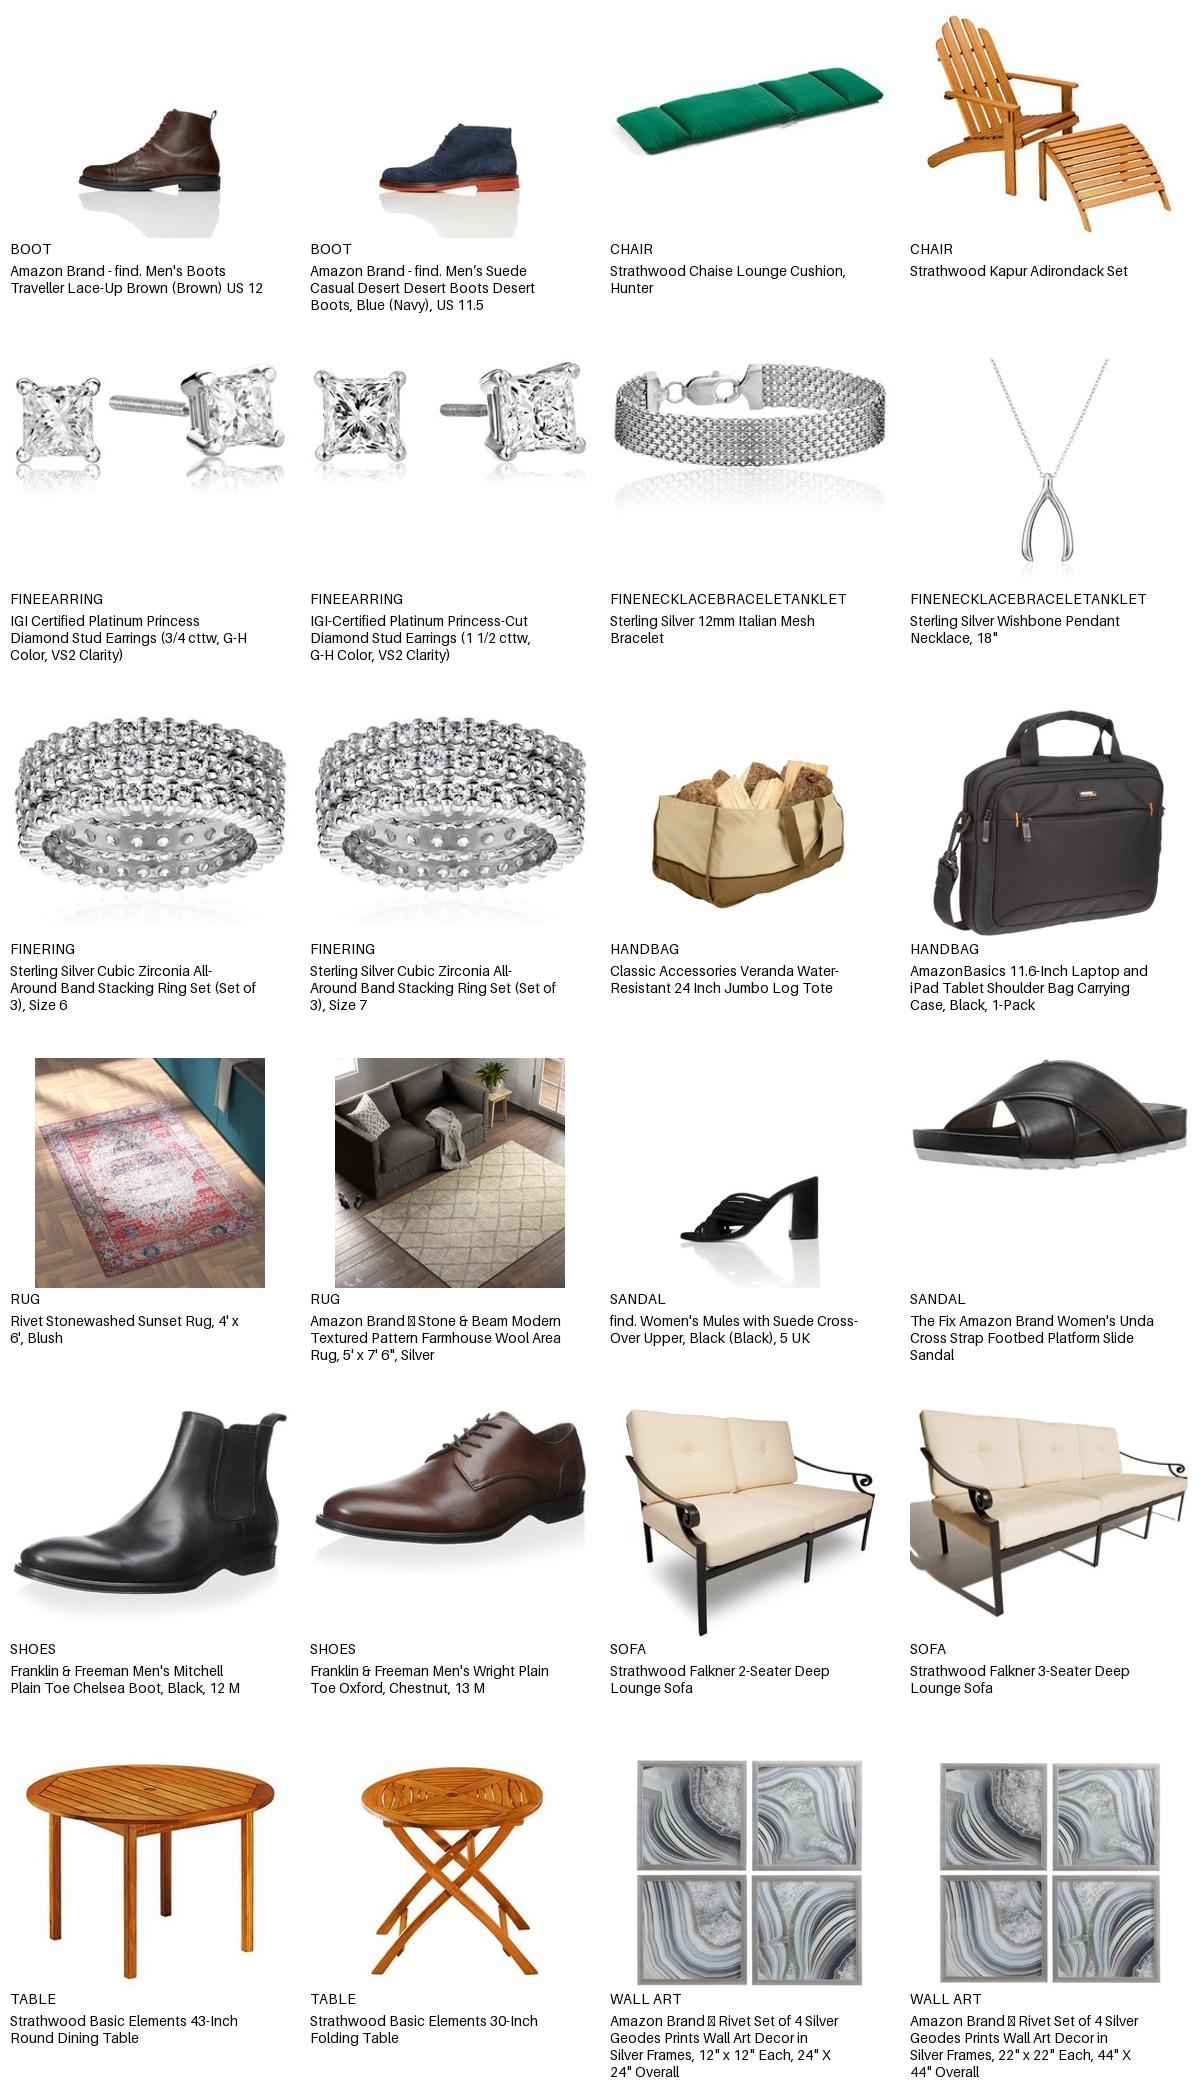 BOOT
Amazon Brand - find. Men's Boots
Traveller Lace-Up Brown (Brown) US 12
BOOT
Amazon Brand - find. Men’s Suede
Casual Desert Desert Boots Desert
Boots, Blue (Navy), US 11.5
CHAIR
Strathwood Chaise Lounge Cushion,
Hunter
CHAIR
Strathwood Kapur Adirondack Set
FINEEARRING
IGI Certified Platinum Princess
Diamond Stud Earrings (3/4 cttw, G-H
Color, VS2 Clarity)
FINEEARRING
IGI-Certified Platinum Princess-Cut
Diamond Stud Earrings (1 1/2 cttw,
G-H Color, VS2 Clarity)
FINENECKLACEBRACELETANKLET
Sterling Silver 12mm Italian Mesh
Bracelet
FINENECKLACEBRACELETANKLET
Sterling Silver Wishbone Pendant
Necklace, 18"
FINERING
Sterling Silver Cubic Zirconia All-
Around Band Stacking Ring Set (Set of
3), Size 6
FINERING
Sterling Silver Cubic Zirconia All-
Around Band Stacking Ring Set (Set of
3), Size 7
HANDBAG
Classic Accessories Veranda Water-
Resistant 24 Inch Jumbo Log Tote
HANDBAG
AmazonBasics 11.6-Inch Laptop and
iPad Tablet Shoulder Bag Carrying
Case, Black, 1-Pack
RUG
Rivet Stonewashed Sunset Rug, 4' x
6', Blush
RUG
Amazon Brand Stone & Beam Modern
Textured Pattern Farmhouse Wool Area
Rug, 5' x 7' 6", Silver
SANDAL
find. Women's Mules with Suede Cross-
Over Upper, Black (Black), 5 UK
SANDAL
The Fix Amazon Brand Women's Unda
Cross Strap Footbed Platform Slide
Sandal
SHOES
Franklin & Freeman Men's Mitchell
Plain Toe Chelsea Boot, Black, 12 M
SHOES
Franklin & Freeman Men's Wright Plain
Toe Oxford, Chestnut, 13 M
SOFA
Strathwood Falkner 2-Seater Deep
Lounge Sofa
SOFA
Strathwood Falkner 3-Seater Deep
Lounge Sofa
TABLE
Strathwood Basic Elements 43-Inch
Round Dining Table
TABLE
Strathwood Basic Elements 30-Inch
Folding Table
WALL ART
Amazon Brand Rivet Set of 4 Silver
Geodes Prints Wall Art Decor in
Silver Frames, 12" x 12" Each, 24" X
24" Overall
WALL ART
Amazon Brand Rivet Set of 4 Silver
Geodes Prints Wall Art Decor in
Silver Frames, 22" x 22" Each, 44" X
44" Overall